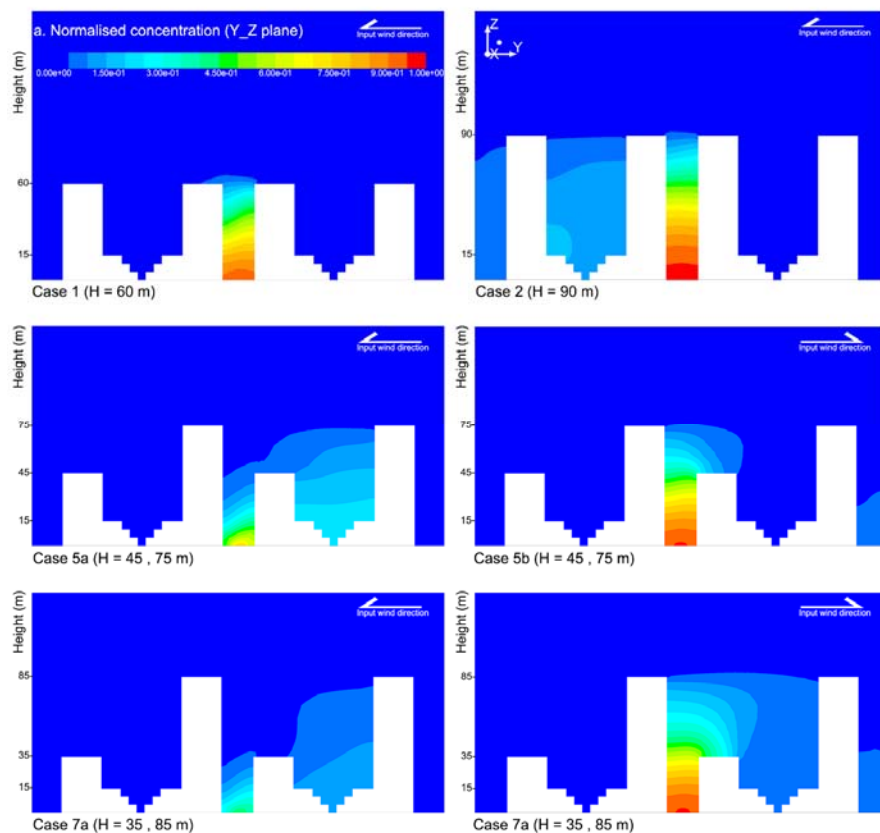 a. Normalised concentration (Y_Z plane)
0.00e+00 1.50e-01 3.00e-01 4.50e-01 6.00e-01 7.50e-01 9.00e-01 1.00e+00
Input wind direction
Height (m)
60
15
Case 1 (H = 60 m)
Z
Y
X
Input wind direction
Height (m)
90
15
Case 2 (H = 90 m)
Input wind direction
Height (m)
75
45
15
Case 5a (H = 45 , 75 m)
Input wind direction
Height (m)
75
45
15
Case 5b (H = 45 , 75 m)
Input wind direction
Height (m)
85
35
15
Case 7a (H = 35 , 85 m)
Input wind direction
Height (m)
85
35
15
Case 7a (H = 35 , 85 m)